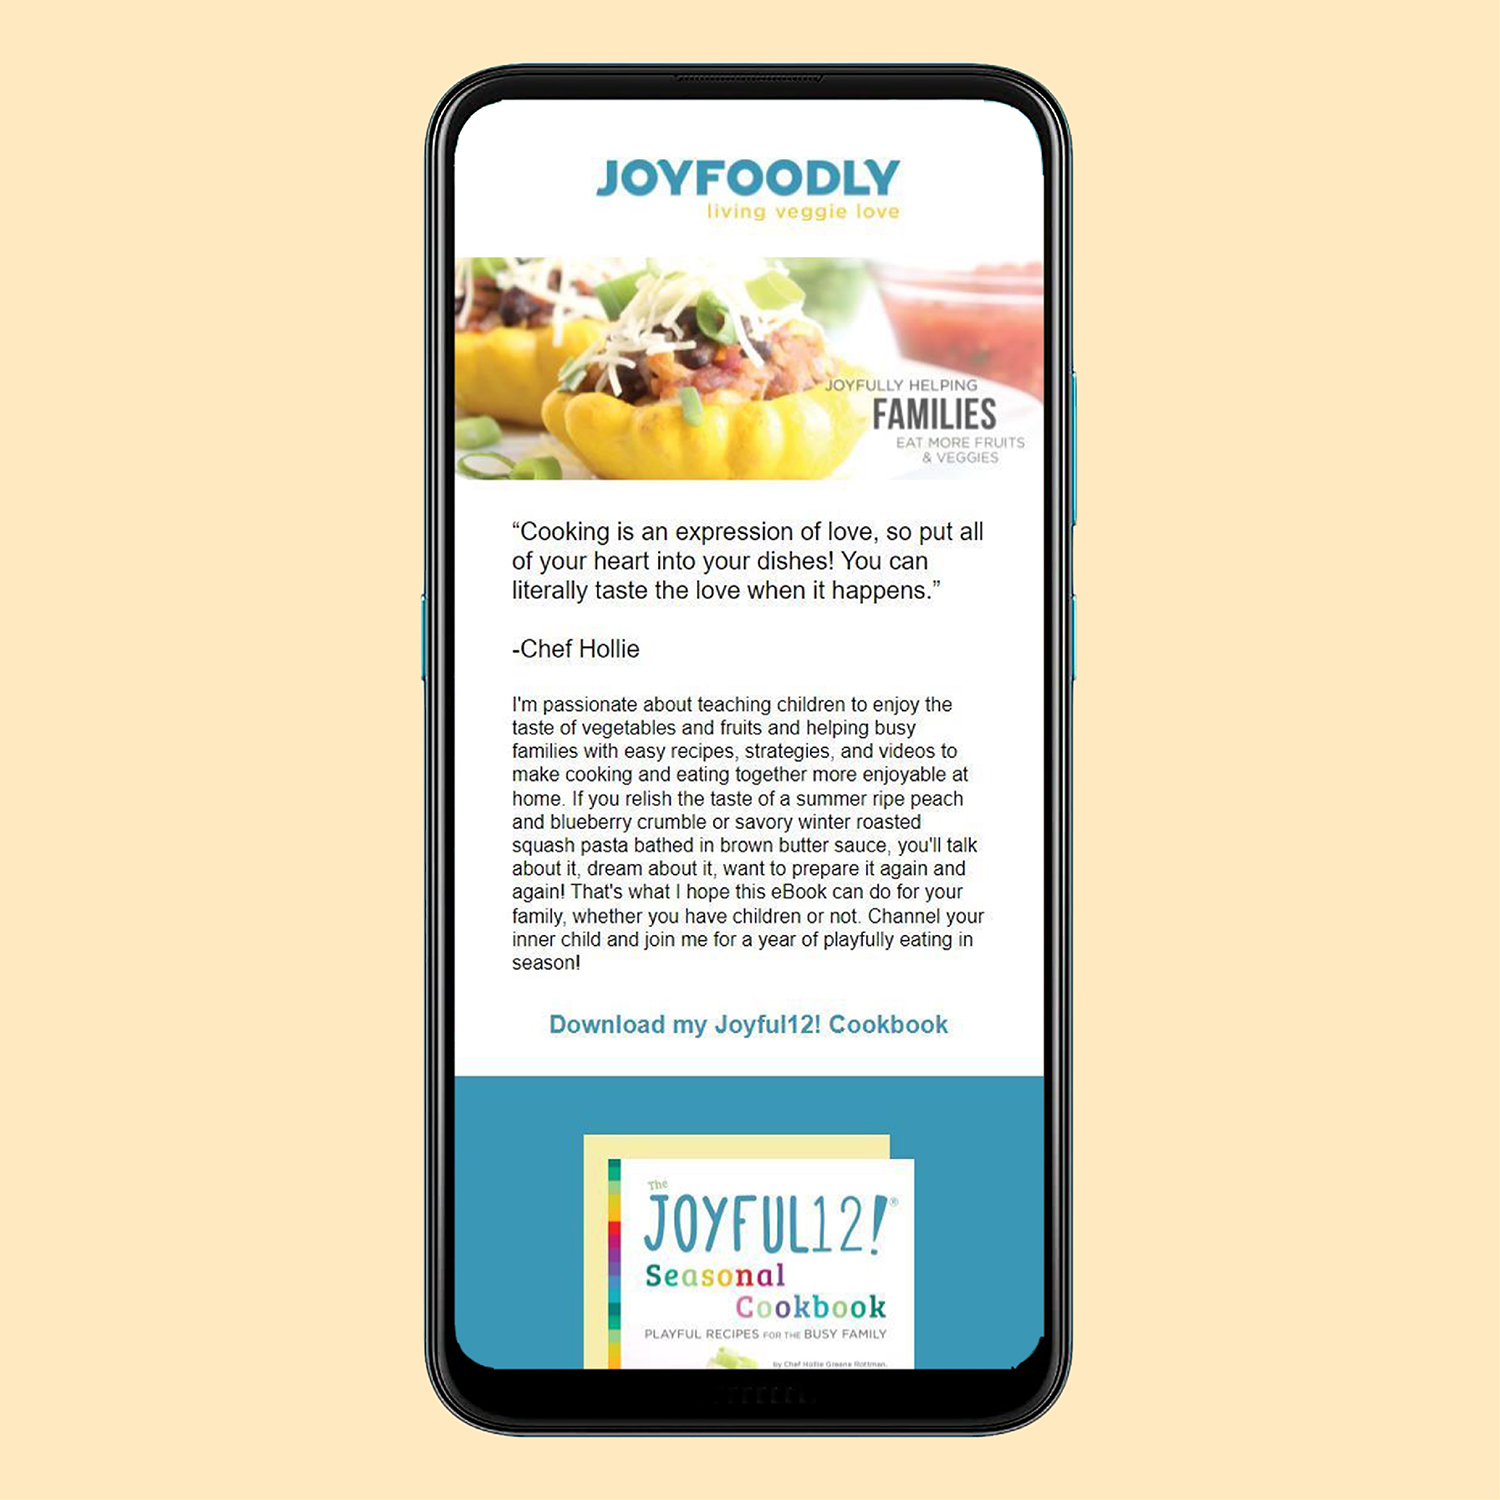 JOYFOODLY
living veggie love
JOYFULLY HELPING
FAMILIES
EAT MORE FRUITS
& VEGGIES
“Cooking is an expression of love, so put all
of your heart into your dishes! You can
literally taste the love when it happens.”
-Chef Hollie
I'm passionate about teaching children to enjoy the
taste of vegetables and fruits and helping busy
families with easy recipes, strategies, and videos to
make cooking and eating together more enjoyable at
home. If you relish the taste of a summer ripe peach
and blueberry crumble or savory winter roasted
squash pasta bathed in brown butter sauce, you'll talk
about it, dream about it, want to prepare it again and
again! That's what I hope this eBook can do for your
family, whether you have children or not. Channel your
inner child and join me for a year of playfully eating in
season!
Download my Joyful12! Cookbook
The
JOYFUL12!®
Seasonal
Cookbook
PLAYFUL RECIPES FOR THE BUSY FAMILY
by Chef Hollie Greene Rottman,